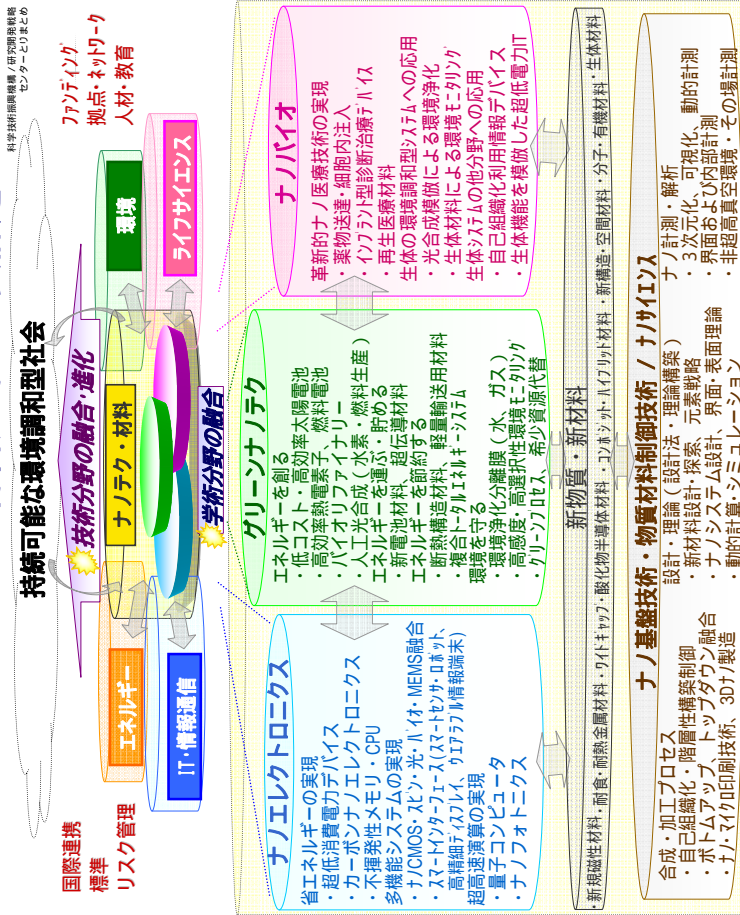 科学技術振興機構/研究開発戦略
センターとりまとめ
持続可能な環境調和型社会
国際連携
標準
リスク管理
ファンディング
拠点・ネットワーク
人材・教育
技術分野の融合・進化
エネルギー
ナノテク・材料
環境
IT・情報通信
ライフサイエンス
学術分野の融合
ナノエレクトロニクス
省エネルギーの実現
・超低消費電力デバイス
・カーボンナノエレクトロニクス
・不揮発性メモリ・CPU
多機能システムの実現
・ナノCMOS・スピン・光・バイオ・MEMS融合
・スマートインターフェース(スマートセンサ・ロボット、
高精細ディスプレイ、ウエアラブル情報端末)
超高速演算の実現
・量子コンピュータ
・ナノフォトニクス
グリーンナノテク
エネルギーを創る
・低コスト・高効率太陽電池
・高効率熱電素子、燃料電池
・バイオリファイナリー
・人工光合成(水素・燃料生産)
エネルギーを運ぶ・貯める
・新電池材料、超伝導材料
エネルギーを節約する
・断熱構造材料、軽量輸送用材料
・複合トータルエネルギーシステム
環境を守る
・環境浄化分離膜(水、ガス)
・高感度・高選択性環境モニタリング
・グリーンプロセス、希少資源代替
ナノバイオ
革新的ナノ医療技術の実現
・薬物送達・細胞内注入
・インプラント型診断治療デバイス
・再生医療材料
生体の環境調和型システムへの応用
・光合成模倣による環境浄化
・生体材料による環境モニタリング
生体システムの他分野への応用
・自己組織化利用情報デバイス
・生体機能を模倣した超低電力IT
新物質・新材料
・新規磁性材料・耐食・耐熱金属材料・ワイドギャップ・酸化物半導体材料・コンポジット・ハイブリッド材料・新構造・空間材料・分子・有機材料・生体材料
ナノ基盤技術・物質材料制御技術 / ナノサイエンス
合成・加工プロセス
・自己組織化・階層性構築制御
・ボトムアップ、トップダウン融合
・ナノ・マイクロ印刷技術、3Dナノ製造
設計・理論(設計法・理論構築)
・新材料設計・探索、元素戦略
・ナノシステム設計、界面・表面理論
・動的計算・シミュレーション
ナノ計測・解析
・3次元化、可視化、動的計測
・界面および内部計測
・非超高真空環境・その場計測